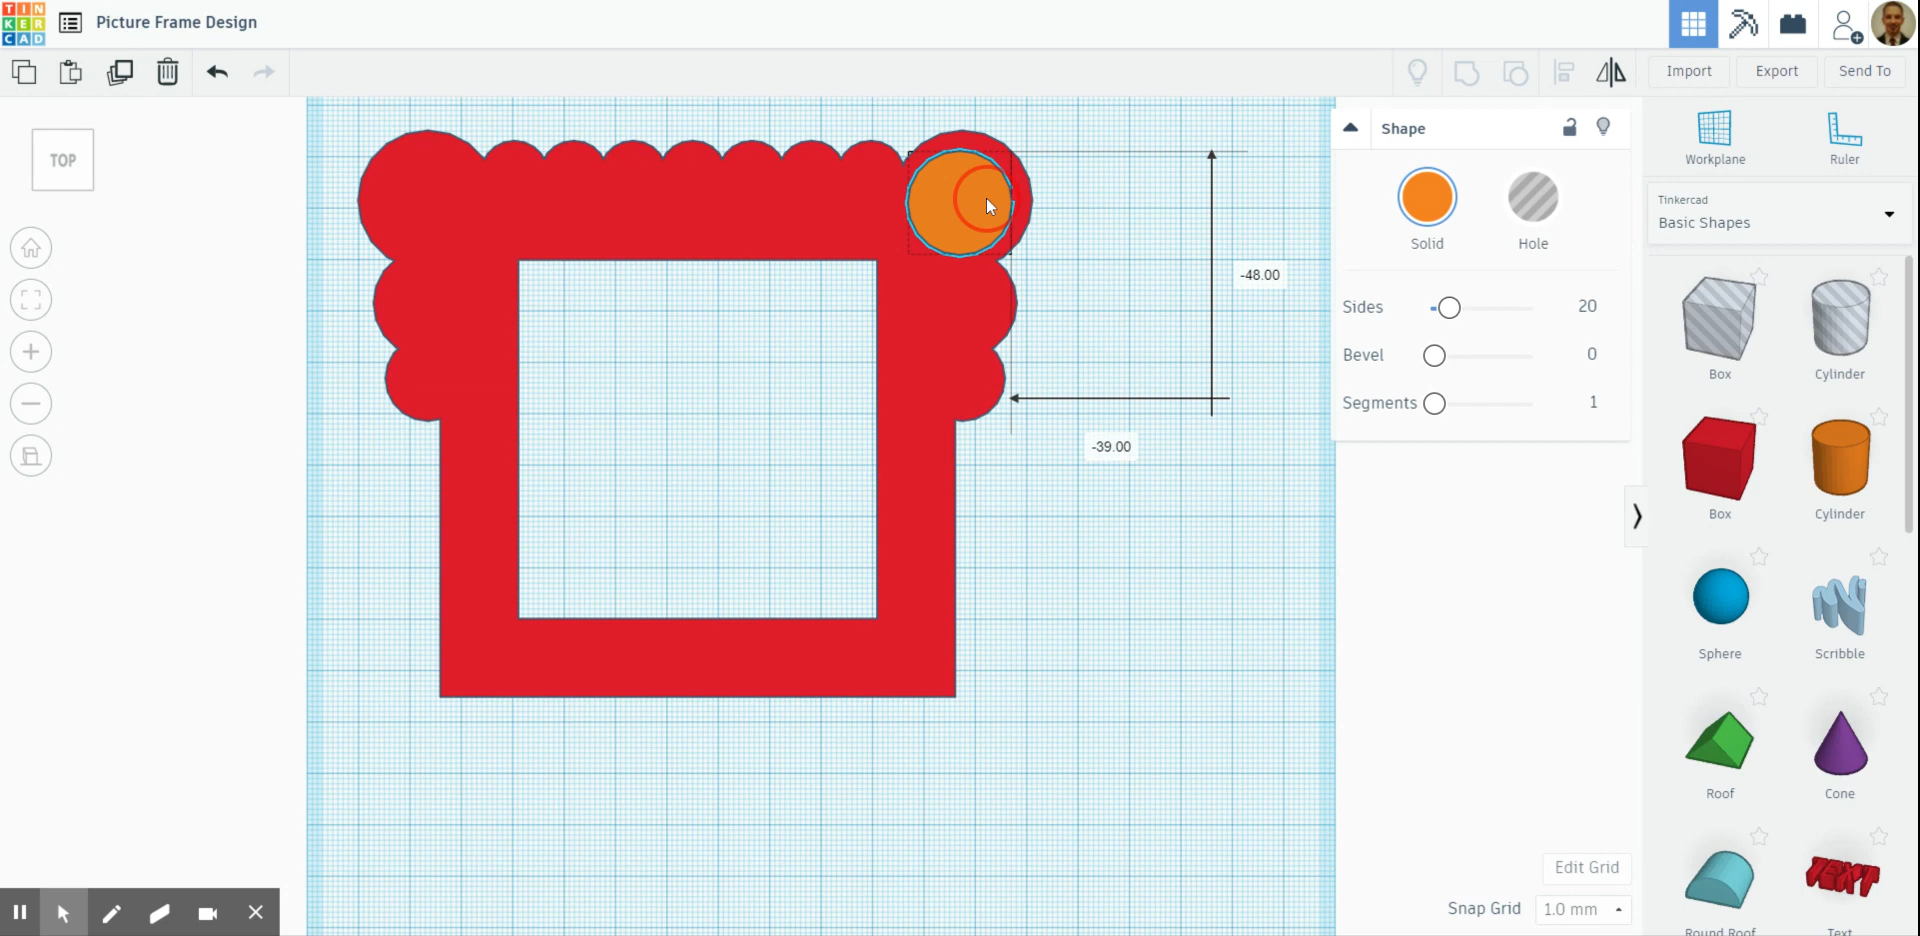 TIN
KER
CAD
Picture Frame Design
Import
Export
Send To
TOP
Shape
Solid
Hole
Sides
20
Bevel
0
Segments
1
-48.00
-39.00
Workplane
Ruler
Tinkercad
Basic Shapes
Box
Cylinder
Box
Cylinder
Sphere
Scribble
Roof
Cone
TEXT
Round Roof
Text
Edit Grid
Snap Grid
1.0 mm